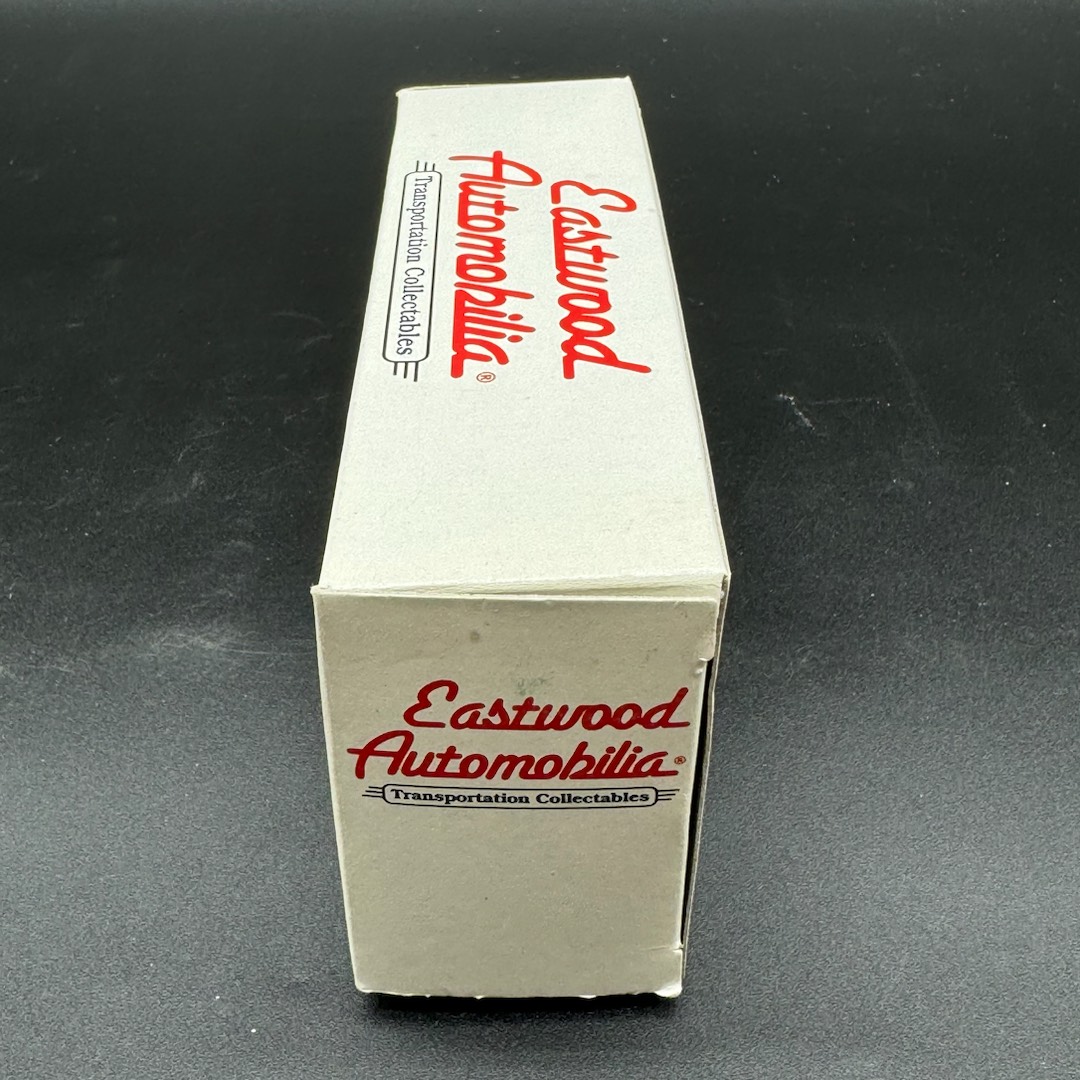 Eastwood
Automobilia®
Transportation Collectables
Eastwood
Automobilia®
Transportation Collectables